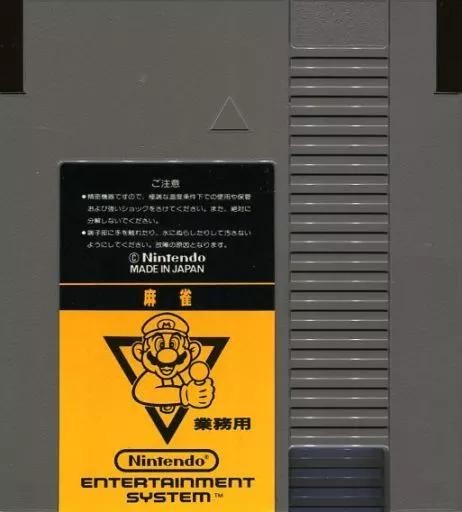 ご注意
●精密機器ですので、極端な温度条件下での使用や保管
および強いショックをさけてください。また、絶対に
分解しないでください。
●端子部に手を触れたり、水にぬらしたりして汚さない
ようにしてください。故障の原因となります。
©Nintendo
MADE IN JAPAN
麻雀
業務用
Nintendo®
ENTERTAINMENT
SYSTEM™